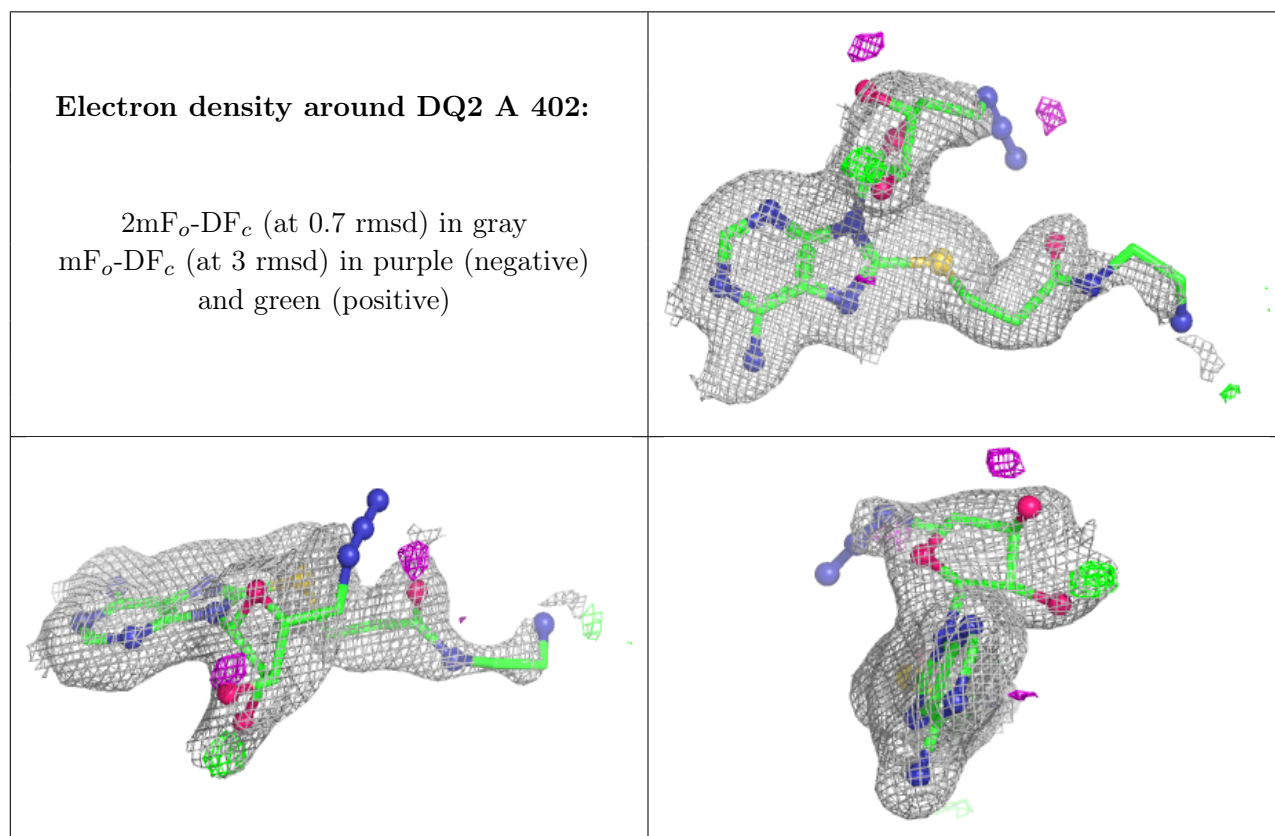 Electron density around DQ2 A 402:
2mFo-DFc (at 0.7 rmsd) in gray
mFo-DFc (at 3 rmsd) in purple (negative)
and green (positive)